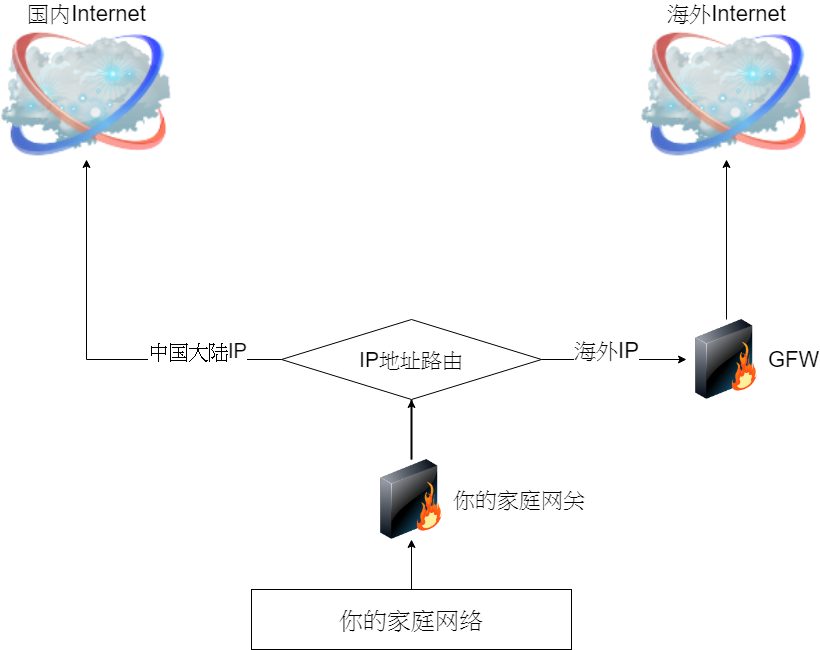 国内Internet
海外Internet
中国大陆IP
IP地址路由
海外IP
GFW
你的家庭网关
你的家庭网络